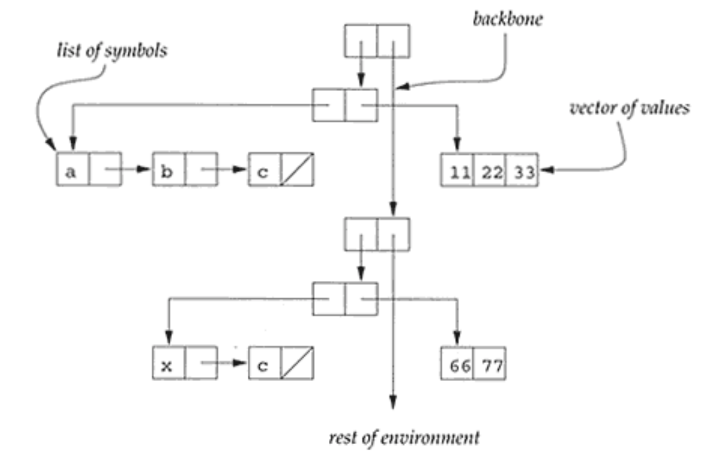 backbone
list of symbols
vector of values
a b c 11 22 33
x c 66 77
rest of environment